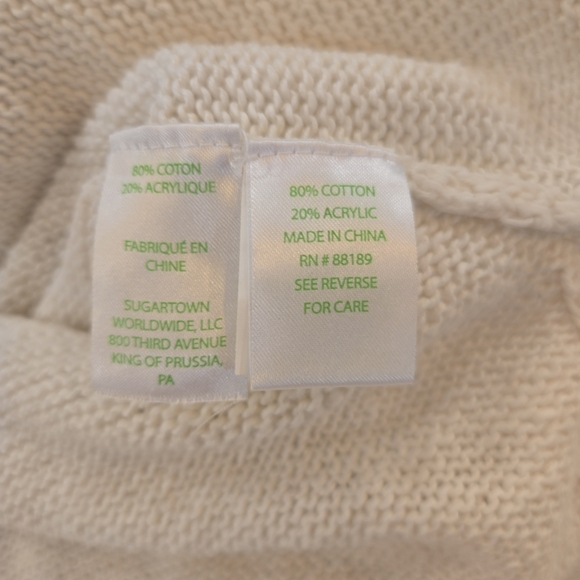 80% COTON
20% ACRYLIQUE
FABRIQUÉ EN
CHINE
SUGARTOWN
WORLDWIDE, LLC
800 THIRD AVENUE
KING OF PRUSSIA,
PA
80% COTTON
20% ACRYLIC
MADE IN CHINA
RN # 88189
SEE REVERSE
FOR CARE